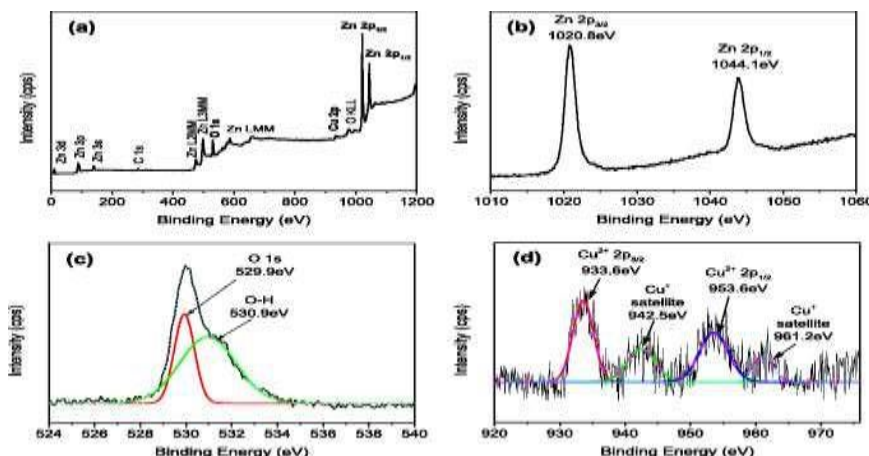 (a)
Zn 2p3/2
Zn 2p1/2
Zn 3d
Zn 3p
Zn 3s
C 1s
Zn L2MM
Zn L3MM
O 1s
Zn LMM
Cu 2p
O KLL
Intensity (cps)
0 200 400 600 800 1000 1200
Binding Energy (eV)
(b)
Zn 2p3/2
1020.8eV
Zn 2p1/2
1044.1eV
Intensity (cps)
1010 1020 1030 1040 1050 1060
Binding Energy (eV)
(c)
O 1s
529.9eV
O-H
530.9eV
Intensity (cps)
524 526 528 530 532 534 536 538 540
Binding Energy (eV)
(d)
Cu2+ 2p3/2
933.6eV
Cu+
satellite
942.5eV
Cu2+ 2p1/2
953.6eV
Cu+
satellite
961.2eV
Intensity (cps)
920 930 940 950 960 970
Binding Energy (eV)